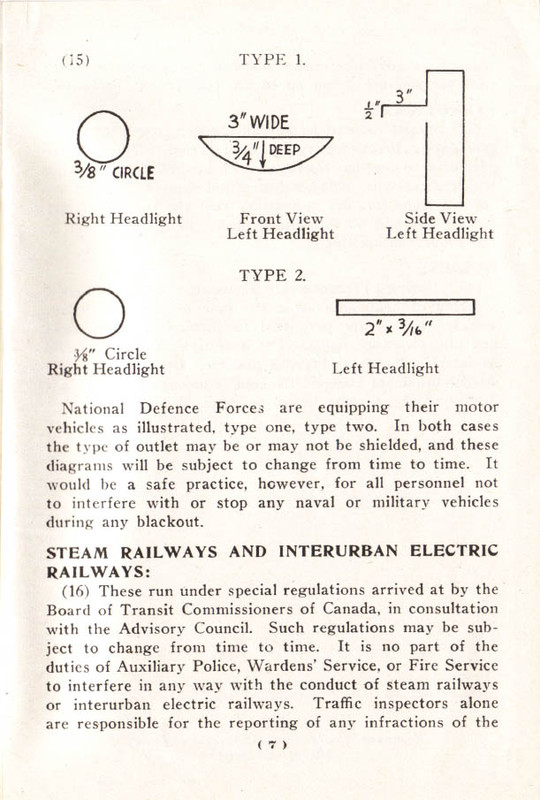 (15)
TYPE 1.
3" WIDE
3/4" DEEP
3"
1/2"
3/8" CIRCLE
Right Headlight
Front View
Left Headlight
Side View
Left Headlight
TYPE 2.
2" x 3/16"
3/8" Circle
Right Headlight
Left Headlight
National Defence Forces are equipping their motor
vehicles as illustrated, type one, type two. In both cases
the type of outlet may be or may not be shielded, and these
diagrams will be subject to change from time to time. It
would be a safe practice, however, for all personnel not
to interfere with or stop any naval or military vehicles
during any blackout.
STEAM RAILWAYS AND INTERURBAN ELECTRIC
RAILWAYS:
(16) These run under special regulations arrived at by the
Board of Transit Commissioners of Canada, in consultation
with the Advisory Council. Such regulations may be sub-
ject to change from time to time. It is no part of the
duties of Auxiliary Police, Wardens' Service, or Fire Service
to interfere in any way with the conduct of steam railways
or interurban electric railways. Traffic inspectors alone
are responsible for the reporting of any infractions of the
( 7 )